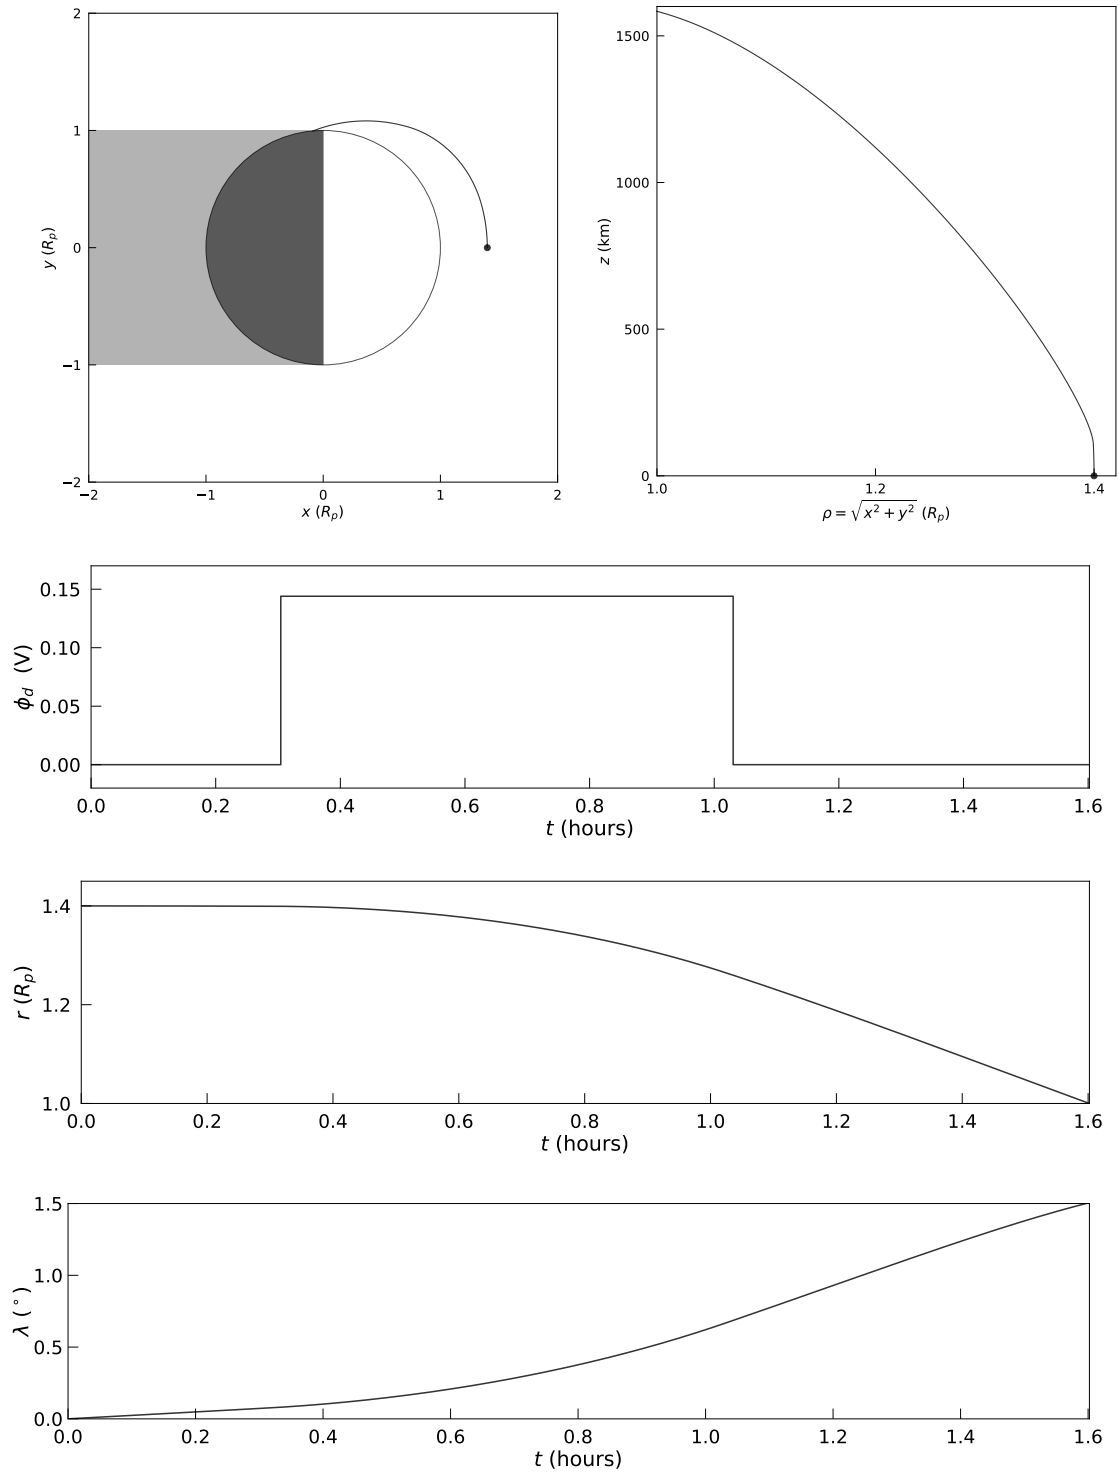 2
1
0
−1
−2
y (R_p)
−2 −1 0 1 2
x (R_p)
1500
1000
500
0
z (km)
1.0 1.2 1.4
ρ = √x² + y² (R_p)
0.15
0.10
0.05
0.00
ϕ_d (V)
0.0 0.2 0.4 0.6 0.8 1.0 1.2 1.4 1.6
t (hours)
1.4
1.2
1.0
r (R_p)
0.0 0.2 0.4 0.6 0.8 1.0 1.2 1.4 1.6
t (hours)
1.5
1.0
0.5
0.0
λ (°)
0.0 0.2 0.4 0.6 0.8 1.0 1.2 1.4 1.6
t (hours)